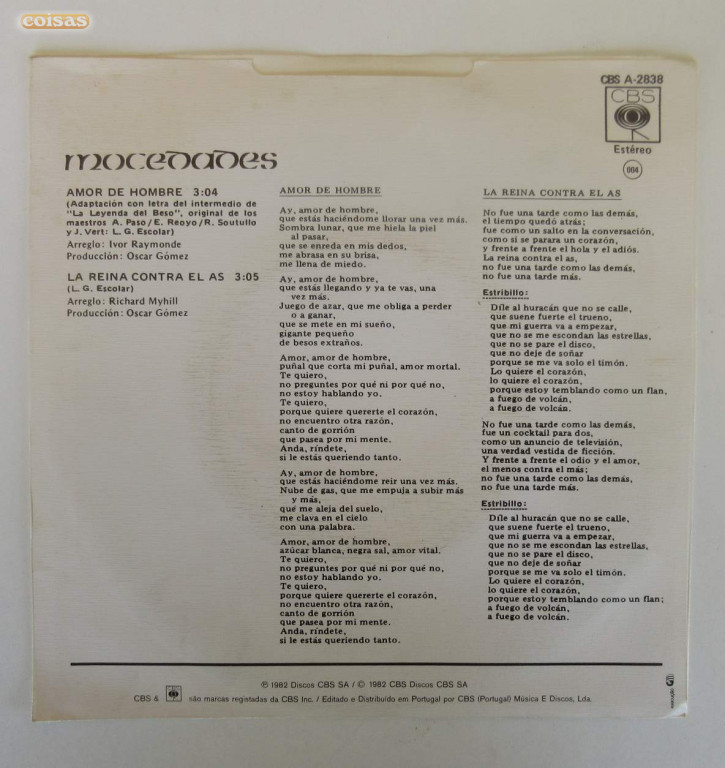 coisas
CBS A-2838
CBS
Estéreo
004
mocedades
AMOR DE HOMBRE 3:04
(Adaptación con letra del intermedio de
"La Leyenda del Beso", original de los
maestros A. Paso/E. Reoyo/R. Soutullo
y J. Vert: L. G. Escolar)
Arreglo: Ivor Raymonde
Producción: Oscar Gómez
LA REINA CONTRA EL AS 3:05
(L. G. Escolar)
Arreglo: Richard Myhill
Producción: Oscar Gómez
AMOR DE HOMBRE
Ay, amor de hombre,
que estás haciéndome llorar una vez más.
Sombra lunar, que me hiela la piel
al pasar,
que se enreda en mis dedos,
me abrasa en su brisa,
me llena de miedo.
Ay, amor de hombre,
que estás llegando y ya te vas, una
vez más.
Juego de azar, que me obliga a perder
o a ganar,
que se mete en mi sueño,
gigante pequeño
de besos extraños.
Amor, amor de hombre,
puñal que corta mi puñal, amor mortal.
Te quiero,
no preguntes por qué ni por qué no,
no estoy hablando yo.
Te quiero,
porque quiere quererte el corazón,
no encuentro otra razón,
canto de gorrión
que pasea por mi mente.
Anda, ríndete,
si le estás queriendo tanto.
Ay, amor de hombre,
que estás haciéndome reir una vez más.
Nube de gas, que me empuja a subir más
y más,
que me aleja del suelo,
me clava en el cielo
con una palabra.
Amor, amor de hombre,
azúcar blanca, negra sal, amor vital.
Te quiero,
no preguntes por qué ni por qué no,
no estoy hablando yo.
Te quiero,
porque quiere quererte el corazón,
no encuentro otra razón,
canto de gorrión
que pasea por mi mente.
Anda, ríndete,
si le estás queriendo tanto.
LA REINA CONTRA EL AS
No fue una tarde como las demás,
el tiempo quedó atrás;
fue como un salto en la conversación,
como si se parara un corazón,
y frente a frente el hola y el adiós.
La reina contra el as,
no fue una tarde como las demás,
no fue una tarde más.
Estribillo:
Díle al huracán que no se calle,
que suene fuerte el trueno,
que mi guerra va a empezar,
que no se me escondan las estrellas,
que no se pare el disco,
que no deje de soñar
porque se me va solo el timón.
Lo quiere el corazón,
lo quiere el corazón,
porque estoy temblando como un flan,
a fuego de volcán,
a fuego de volcán.
No fue una tarde como las demás,
fue un cocktail para dos,
como un anuncio de televisión,
una verdad vestida de ficción.
Y frente a frente el odio y el amor,
el menos contra el más;
no fue una tarde como las demás,
no fue una tarde más.
Estribillo:
Díle al huracán que no se calle,
que suene fuerte el trueno,
que mi guerra va a empezar,
que no se me escondan las estrellas,
que no se pare el disco,
que no deje de soñar
porque se me va solo el timón.
Lo quiere el corazón,
lo quiere el corazón,
porque estoy temblando como un flan;
a fuego de volcán,
a fuego de volcán.
℗ 1982 Discos CBS SA / © 1982 CBS Discos CBS SA
CBS & CBS são marcas registadas da CBS Inc. / Editado e Distribuído em Portugal por CBS (Portugal) Música E Discos, Lda.